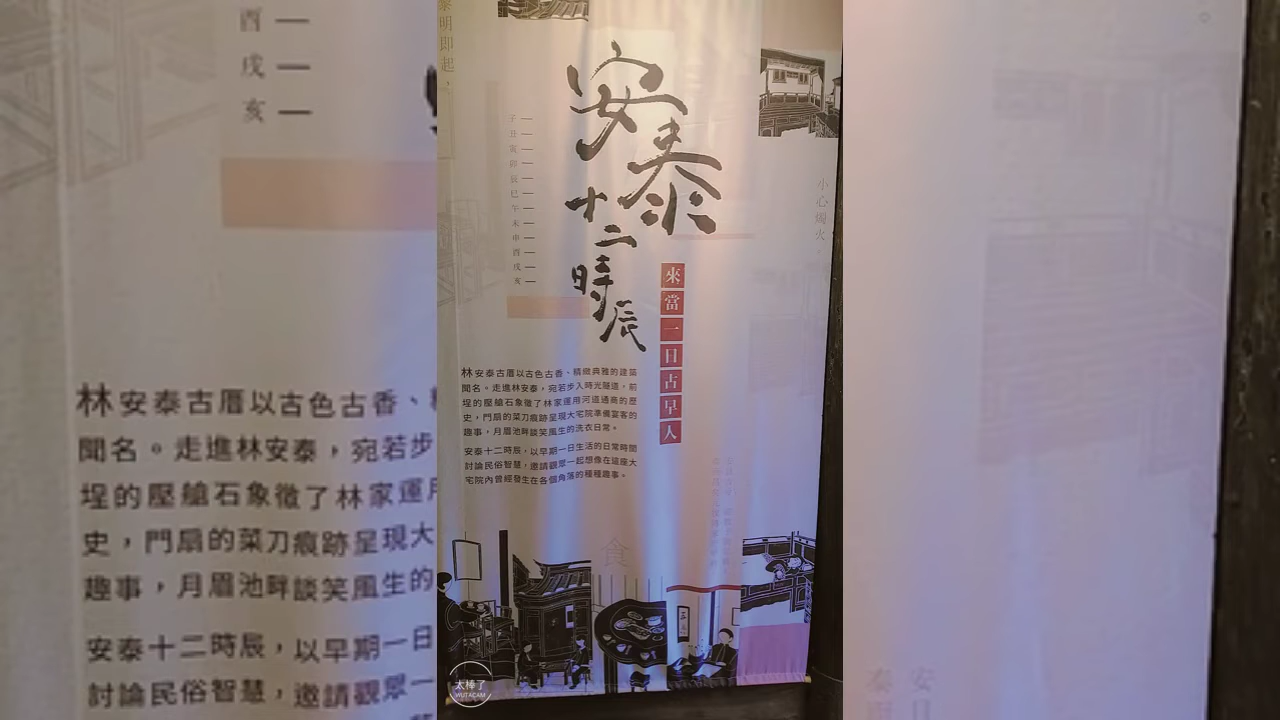 黎明即起，
安泰
十二時辰
來當一日古早人
子
丑
寅
卯
辰
巳
午
未
申
酉
戌
亥
小心燭火，
林安泰古厝以古色古香、精緻典雅的建築
聞名。走進林安泰，宛若步入時光隧道，前
埕的壓艙石象徵了林家運用河道通商的歷
史，門扇的菜刀痕跡呈現大宅院準備宴客的
趣事，月眉池畔談笑風生的洗衣日常。
安泰十二時辰，以早期一日生活的日常時間
討論民俗智慧，邀請觀眾一起想像在這座大
宅院內曾經發生在各個角落的種種趣事。
食
太棒了
WUTACAM
酉
戌
亥
林安泰古厝以古色古香、
聞名。走進林安泰，宛若步
埕的壓艙石象徵了林家運用
史，門扇的菜刀痕跡呈現大
趣事，月眉池畔談笑風生的
安泰十二時辰，以早期一日
討論民俗智慧，邀請觀眾一